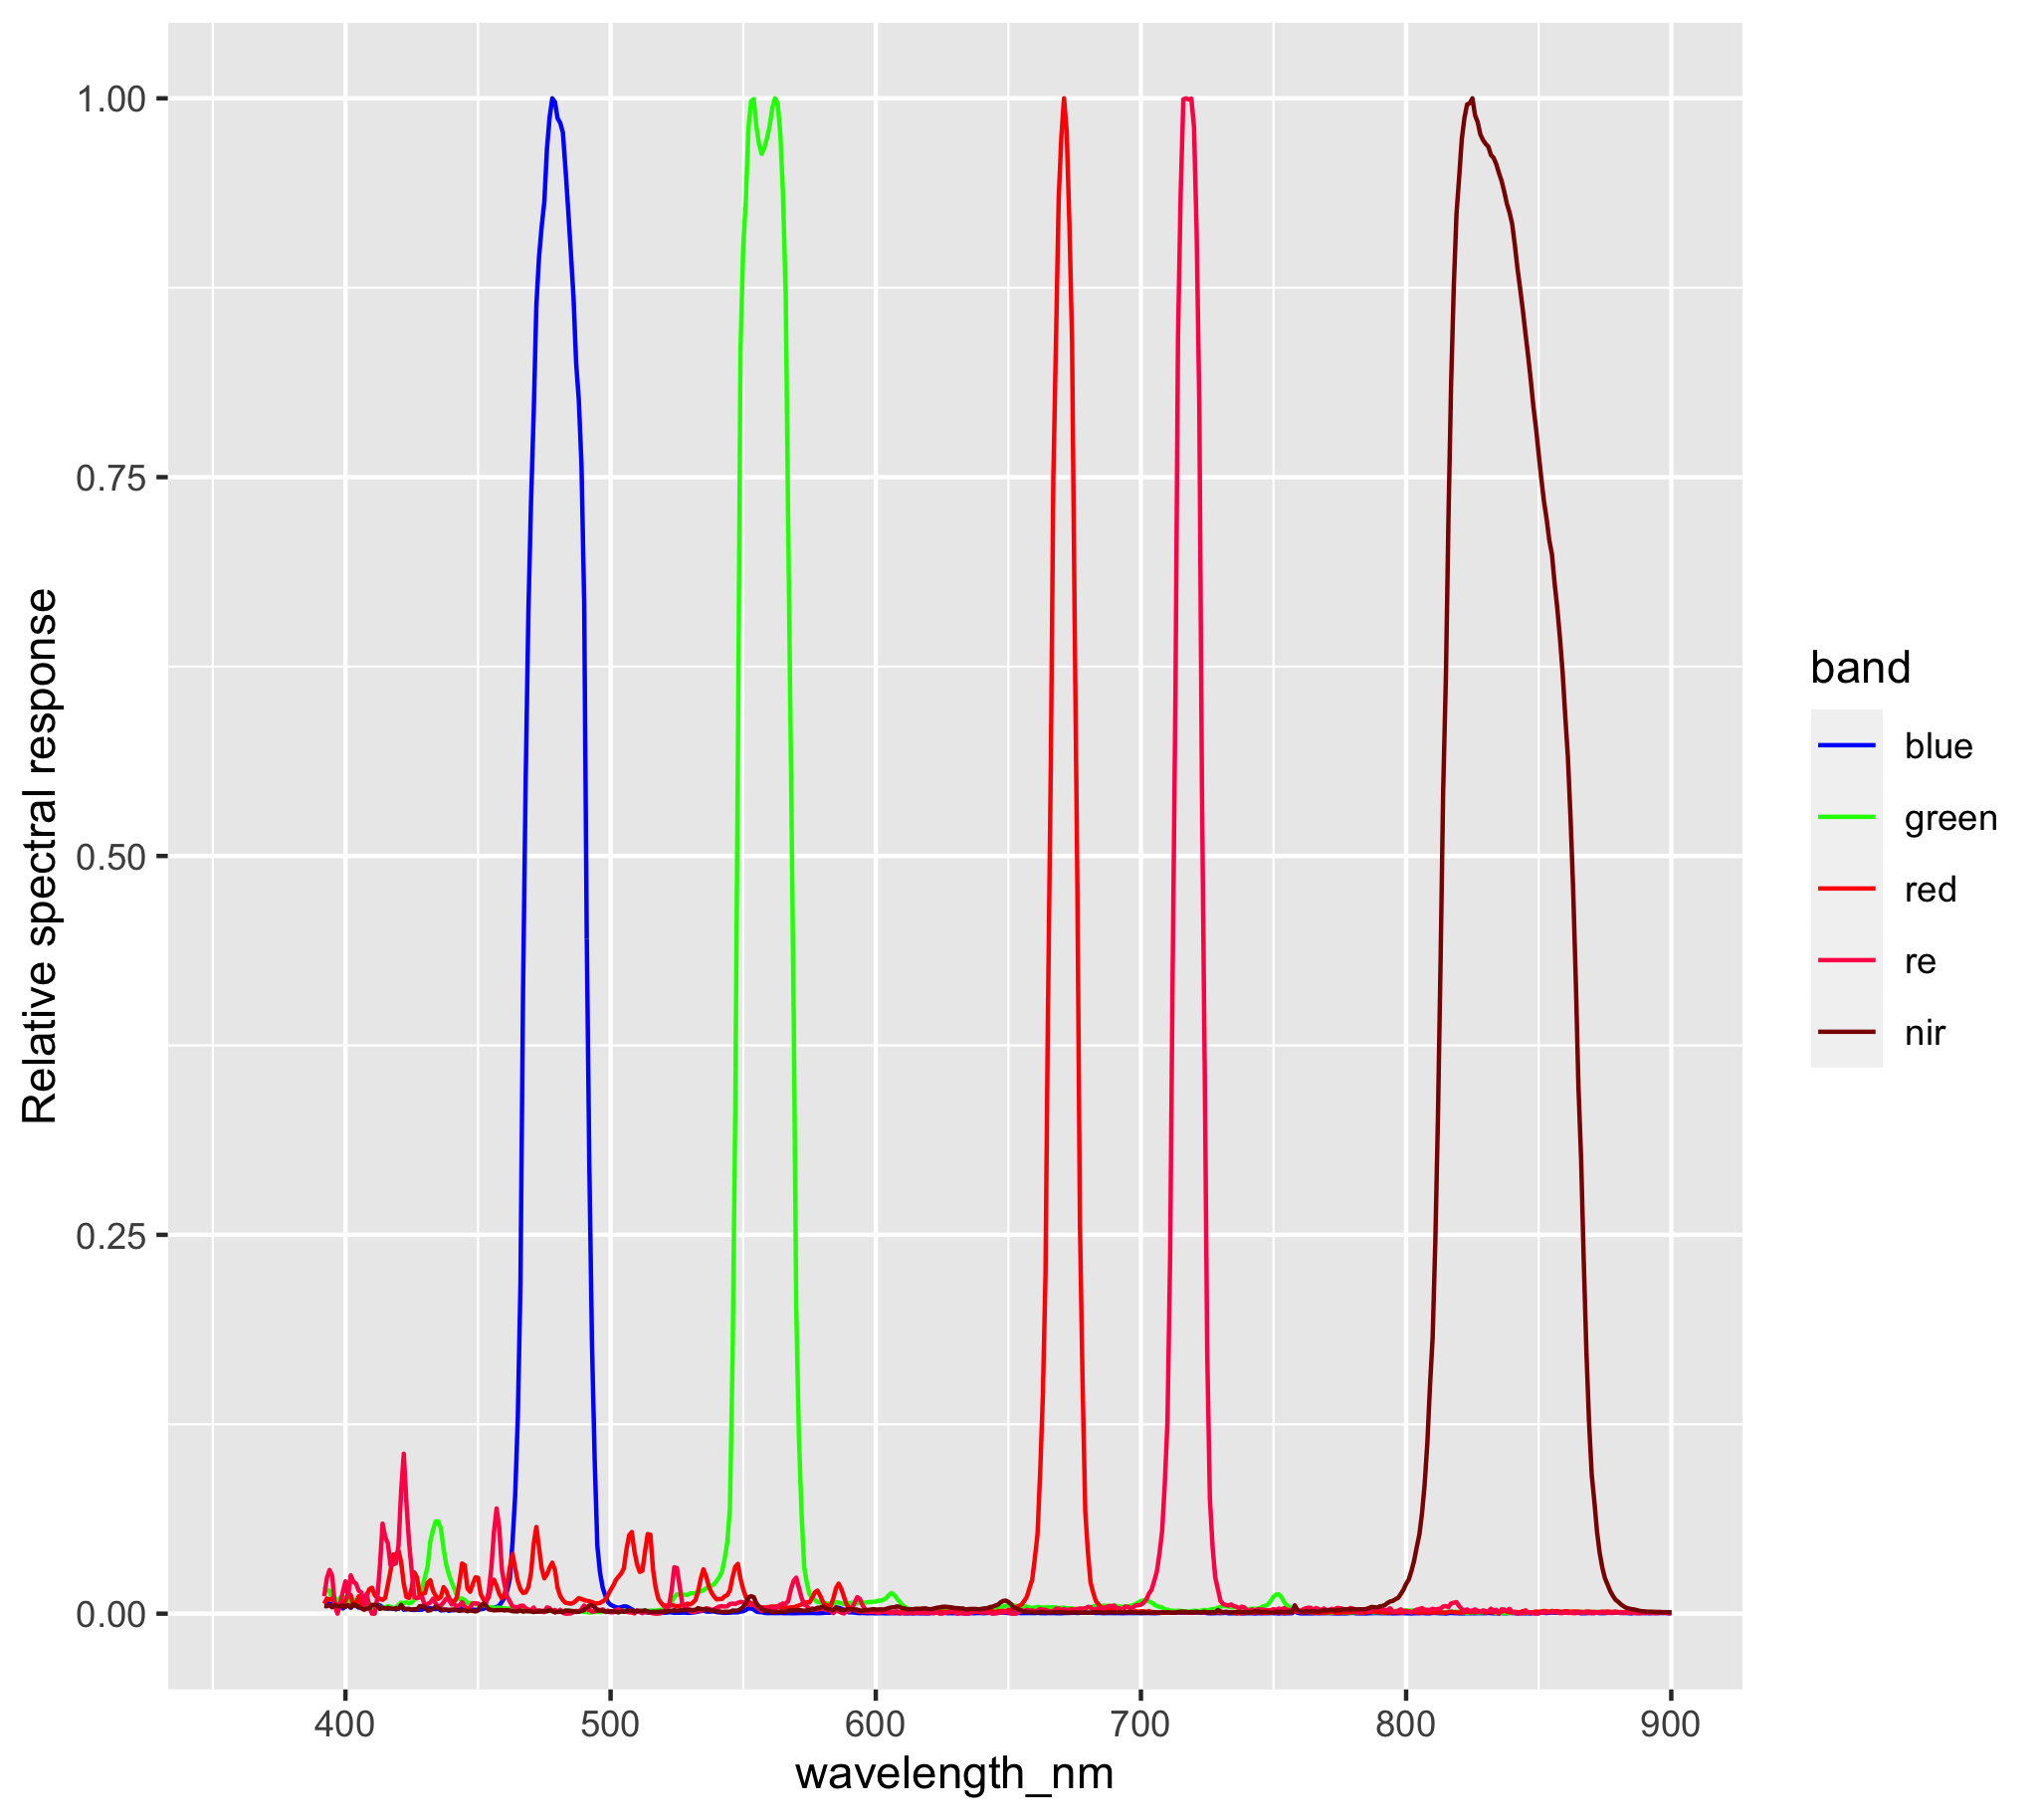 1.00
0.75
0.50
0.25
0.00
Relative spectral response
400 500 600 700 800 900
wavelength_nm
band
blue
green
red
re
nir